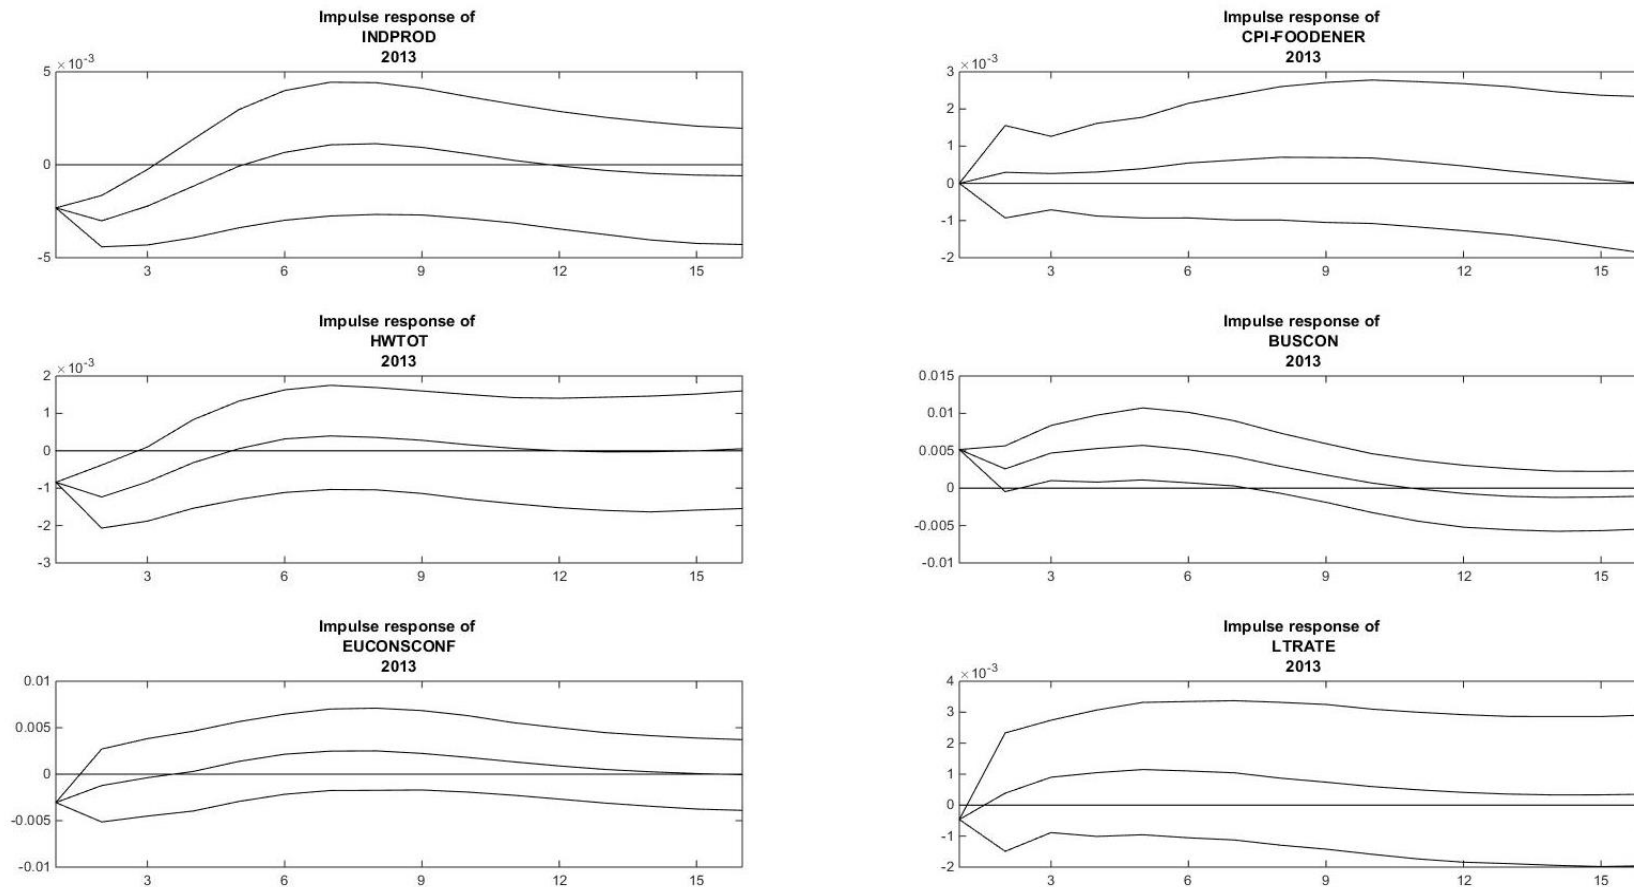 Impulse response of
INDPROD
2013
×10-3
5
0
-5
3 6 9 12 15
Impulse response of
CPI-FOODENER
2013
×10-3
3
2
1
0
-1
-2
3 6 9 12 15
Impulse response of
HWTOT
2013
×10-3
2
1
0
-1
-2
-3
3 6 9 12 15
Impulse response of
BUSCON
2013
0.015
0.01
0.005
0
-0.005
-0.01
3 6 9 12 15
Impulse response of
EUCONSCONF
2013
0.01
0.005
0
-0.005
-0.01
3 6 9 12 15
Impulse response of
LTRATE
2013
×10-3
4
3
2
1
0
-1
-2
3 6 9 12 15